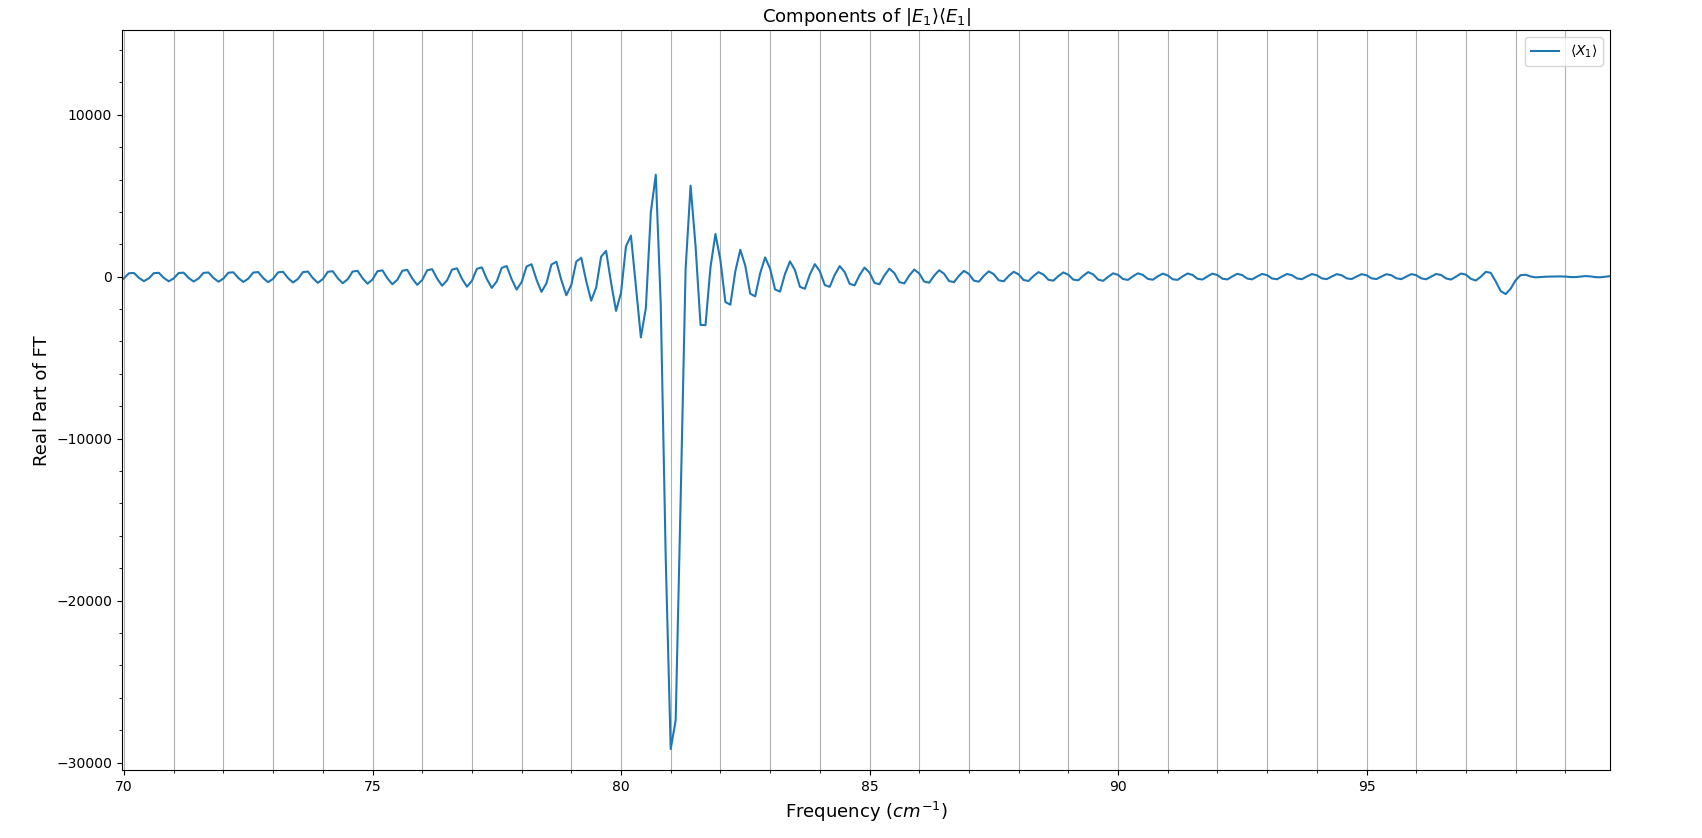 Components of |E₁⟩⟨E₁|
⟨X₁⟩
10000
0
−10000
−20000
−30000
Real Part of FT
70 75 80 85 90 95
Frequency (cm⁻¹)